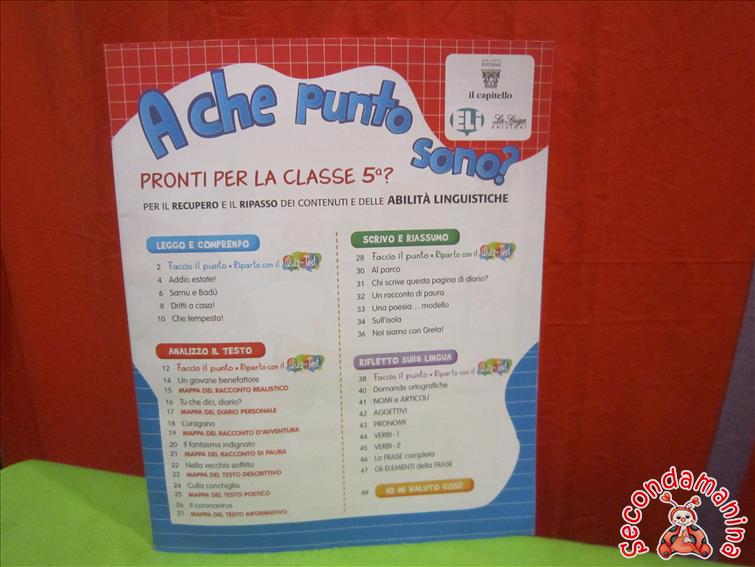 A che punto sono?
GRUPPO EDITORIALE
il capitello
ELi
La Spiga
EDIZIONI
PRONTI PER LA CLASSE 5ª?
PER IL RECUPERO E IL RIPASSO DEI CONTENUTI E DELLE ABILITÀ LINGUISTICHE
LEGGO E COMPRENDO
2 Faccio il punto • Riparto con il Quiz-Test
4 Addio estate!
6 Samu e Badù
8 Dritti a casa!
10 Che tempesta!
ANALIZZO IL TESTO
12 Faccio il punto • Riparto con il Quiz-Test
14 Un giovane benefattore
15 MAPPA DEL RACCONTO REALISTICO
16 Tu che dici, diario?
17 MAPPA DEL DIARIO PERSONALE
18 L'uragano
19 MAPPA DEL RACCONTO D'AVVENTURA
20 Il fantasma indignato
21 MAPPA DEL RACCONTO DI PAURA
22 Nella vecchia soffitta
23 MAPPA DEL TESTO DESCRITTIVO
24 Culla conchiglia
25 MAPPA DEL TESTO POETICO
26 Il coronavirus
27 MAPPA DEL TESTO INFORMATIVO
SCRIVO E RIASSUMO
28 Faccio il punto • Riparto con il Quiz-Test
30 Al parco
31 Chi scrive questa pagina di diario?
32 Un racconto di paura
33 Una poesia... modello
34 Sull'isola
36 Noi siamo con Greta!
RIFLETTO sulla LINGUA
38 Faccio il punto • Riparto con il Quiz-Test
40 Domande ortografiche
41 NOMI e ARTICOLI
42 AGGETTIVI
43 PRONOMI
44 VERBI - 1
45 VERBI - 2
46 La FRASE completa
47 Gli ELEMENTI della FRASE
48 IO MI VALUTO COSÌ!
secondamanina